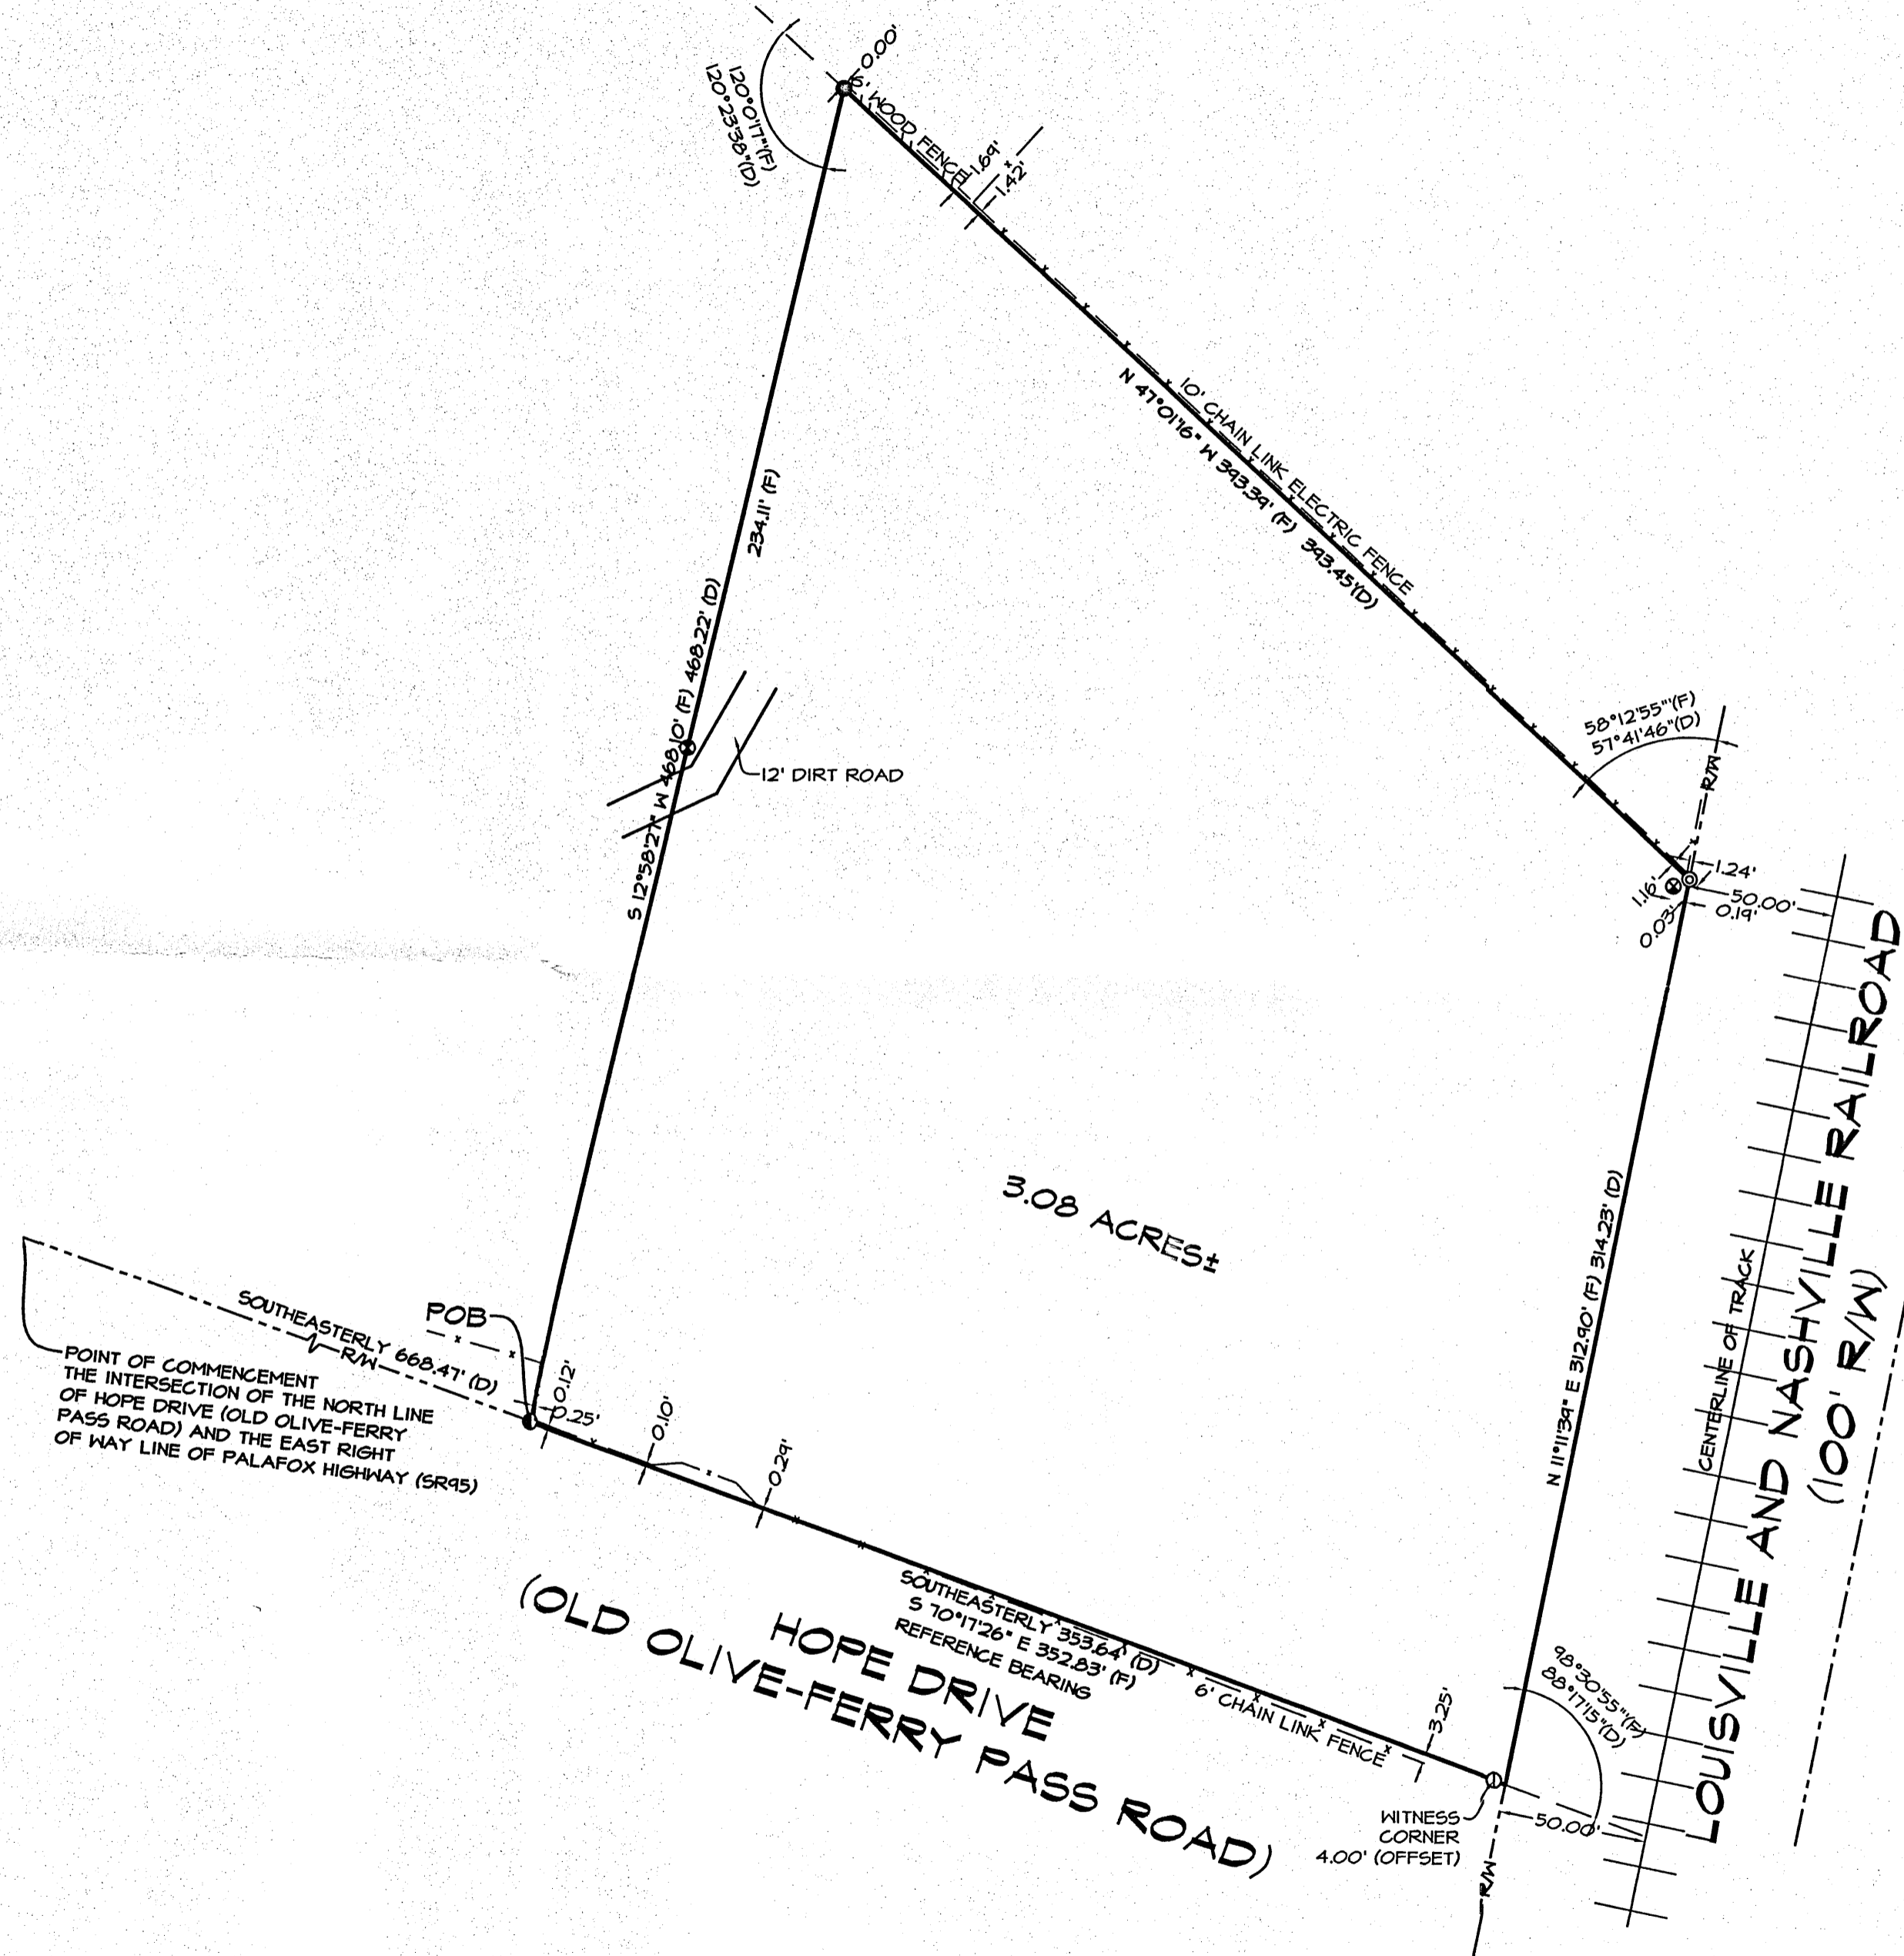 0.00'
120°0'17"(F)
120°23'38"(D)
6' WOOD FENCE
1.69'
1.42'
10' CHAIN LINK ELECTRIC FENCE
N 47°01'16" W 393.39' (F) 393.45'(D)
234.11' (F)
S 12°58'27" W 468.10' (F) 468.22' (D)
12' DIRT ROAD
58°12'55"(F)
57°41'46"(D)
R/W
1.24'
1.16'
50.00'
0.19'
0.03'
LOUISVILLE AND NASHVILLE RAILROAD
(100' R/W)
CENTERLINE OF TRACK
N 11°11'39" E 312.90' (F) 314.23' (D)
3.08 ACRES±
POB
SOUTHEASTERLY 668.47' (D)
R/W
POINT OF COMMENCEMENT
THE INTERSECTION OF THE NORTH LINE
OF HOPE DRIVE (OLD OLIVE-FERRY
PASS ROAD) AND THE EAST RIGHT
OF WAY LINE OF PALAFOX HIGHWAY (SR95)
0.12'
0.25'
0.10'
0.29'
SOUTHEASTERLY 353.64' (D)
S 70°17'26" E 352.83' (F)
REFERENCE BEARING
6' CHAIN LINK FENCE
HOPE DRIVE
(OLD OLIVE-FERRY PASS ROAD)
3.25'
98°30'55"(F)
88°17'15"(D)
WITNESS
CORNER
4.00' (OFFSET)
50.00'
R/W